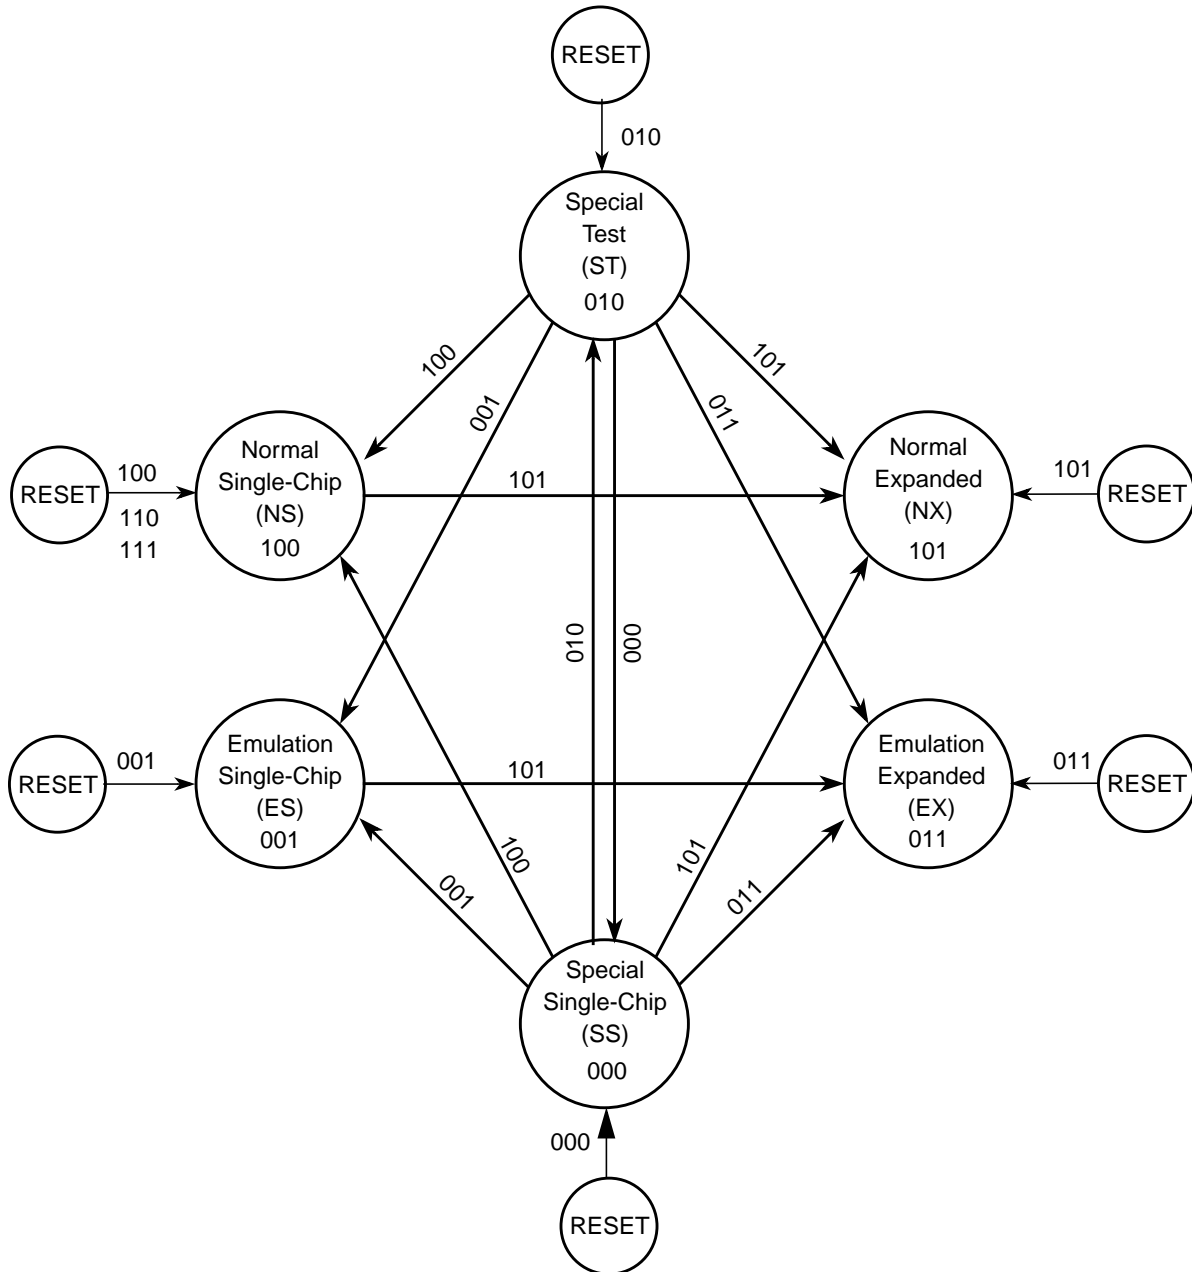 RESET
010
Special
Test
(ST)
010
100
101
001
011
Normal
Single-Chip
(NS)
100
Normal
Expanded
(NX)
101
RESET
100
110
111
101
101
RESET
010
000
Emulation
Single-Chip
(ES)
001
Emulation
Expanded
(EX)
011
RESET
001
101
011
RESET
100
101
001
011
Special
Single-Chip
(SS)
000
000
RESET